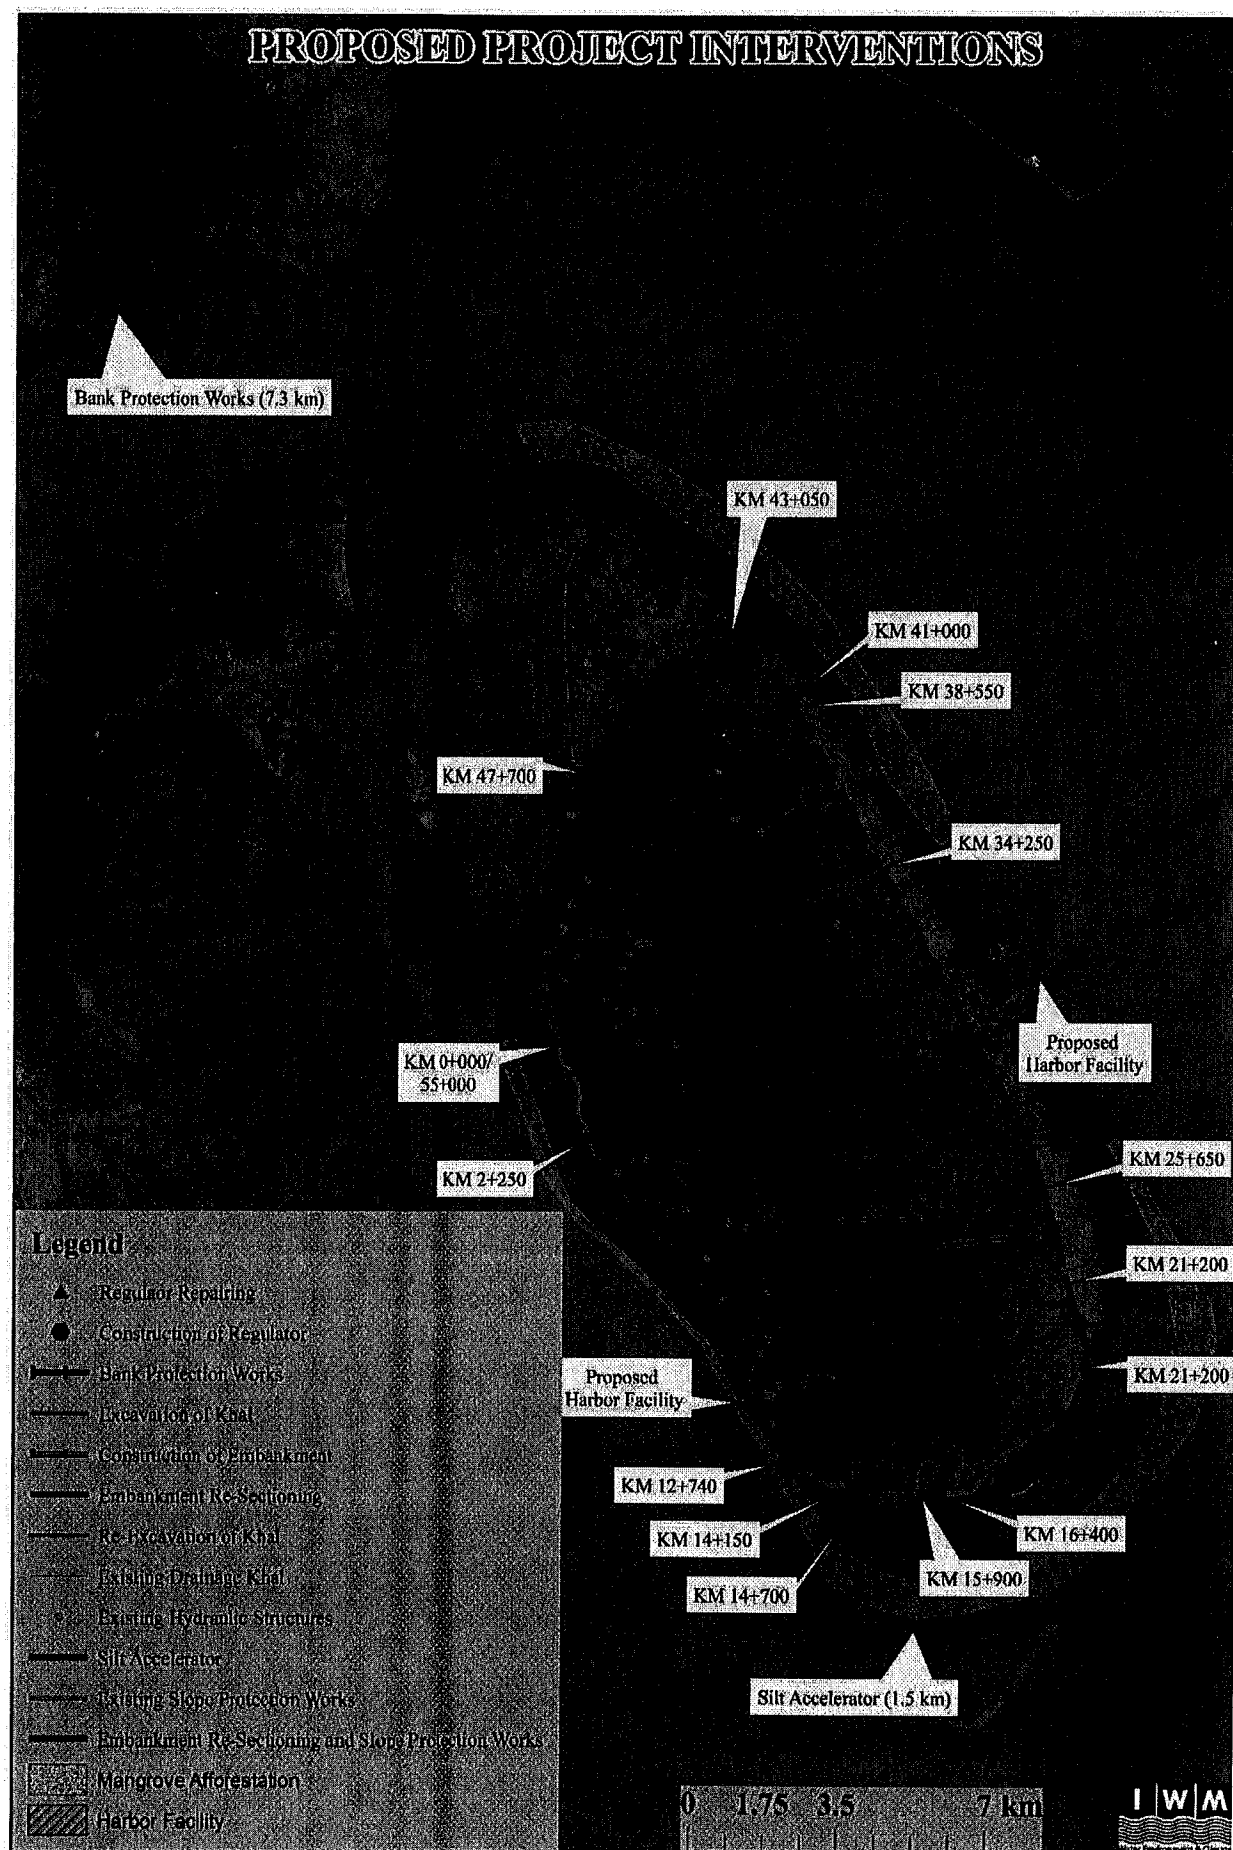 PROPOSED PROJECT INTERVENTIONS
Bank Protection Works (7.3 km)
KM 43+050
KM 41+000
KM 38+550
KM 47+700
KM 34+250
Proposed
Harbor Facility
KM 0+000/
55+000
KM 2+250
KM 25+650
KM 21+200
KM 21+200
Proposed
Harbor Facility
KM 12+740
KM 14+150
KM 14+700
KM 15+900
KM 16+400
Silt Accelerator (1.5 km)
Legend
Regulaor Repairing
Construction of Regulator
Bank Protection Works
Excavation of Khal
Construction of Embankment
Embankment Re-Sectioning
Re-Excavation of Khal
Existing Drainage Khal
Existing Hydraulic Structures
Silt Accelerator
Existing Slope Protection Works
Embankment Re-Sectioning and Slope Protection Works
Mangrove Afforestation
Harbor Facility
0 1.75 3.5 7 km
IWM